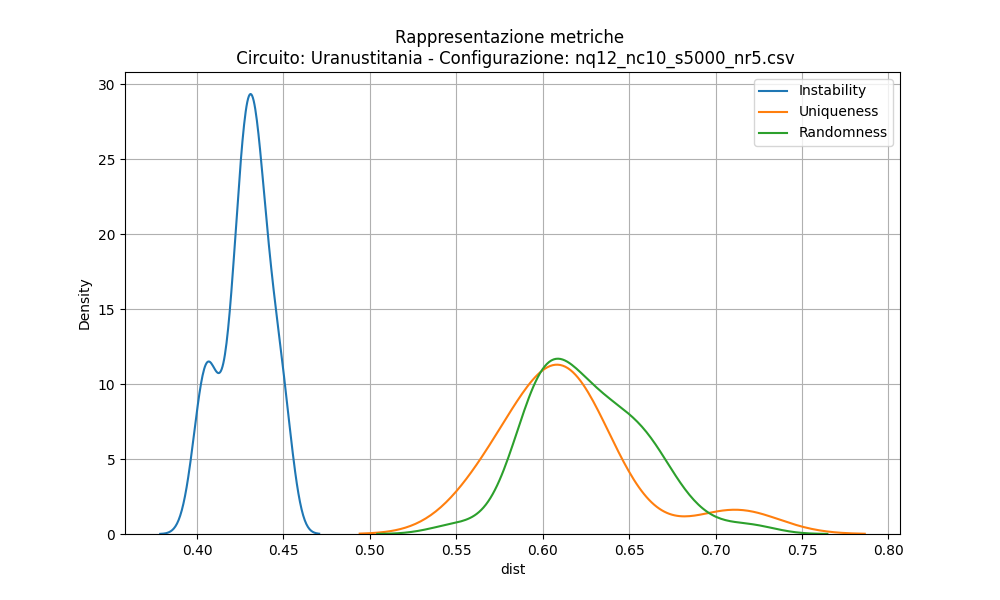 Rappresentazione metriche
Circuito: Uranustitania - Configurazione: nq12_nc10_s5000_nr5.csv
Instability
Uniqueness
Randomness
30
25
20
15
10
5
0
Density
0.40 0.45 0.50 0.55 0.60 0.65 0.70 0.75 0.80
dist